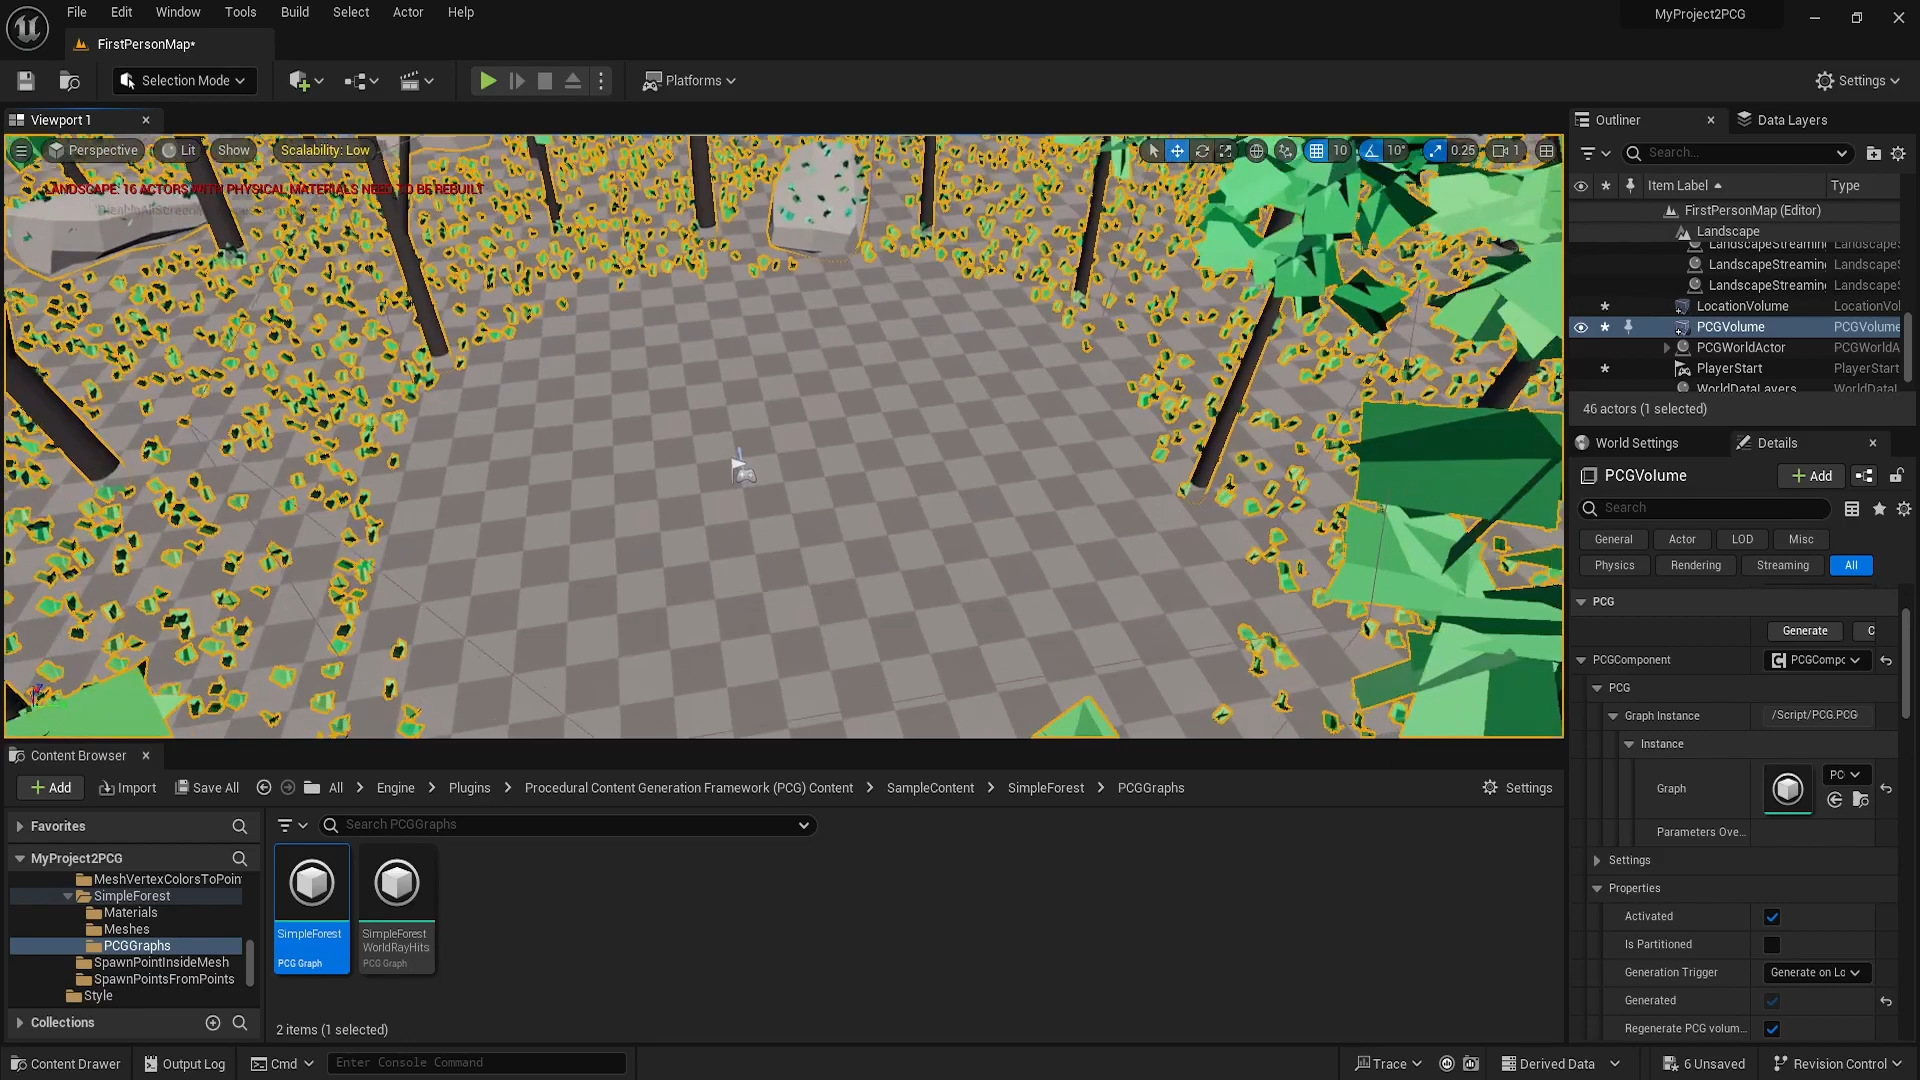 File Edit Window Tools Build Select Actor Help
MyProject2PCG
FirstPersonMap*
Selection Mode
Platforms
Settings
Viewport 1
Perspective Lit Show Scalability: Low
10 10° 0.25 1
LANDSCAPE: 16 ACTORS WITH PHYSICAL MATERIALS NEED TO BE REBUILT
Outliner
Data Layers
Search...
Item Label Type
FirstPersonMap (Editor)
Landscape
LandscapeStreamin LandscapeS
LandscapeStreamin LandscapeS
LandscapeStreamin LandscapeS
LocationVolume LocationVol
PCGVolume PCGVolume
PCGWorldActor PCGWorldA
PlayerStart PlayerStart
WorldDataLayers WorldDataL
46 actors (1 selected)
World Settings
Details
PCGVolume
Add
Search
General Actor LOD Misc
Physics Rendering Streaming All
PCG
Generate C
PCGComponent PCGCompc
PCG
Graph Instance /Script/PCG.PCG
Instance
Graph PC
Parameters Ove...
Settings
Properties
Activated
Is Partitioned
Generation Trigger Generate on Lo
Generated
Regenerate PCG volum...
Content Browser
Add Import Save All All Engine Plugins Procedural Content Generation Framework (PCG) Content SampleContent SimpleForest PCGGraphs Settings
Favorites
Search PCGGraphs
MyProject2PCG
MeshVertexColorsToPoin
SimpleForest
Materials
Meshes
PCGGraphs
SpawnPointInsideMesh
SpawnPointsFromPoints
Style
Collections
SimpleForest
PCG Graph
SimpleForest
WorldRayHits
PCG Graph
2 items (1 selected)
Content Drawer Output Log Cmd Enter Console Command Trace Derived Data 6 Unsaved Revision Control